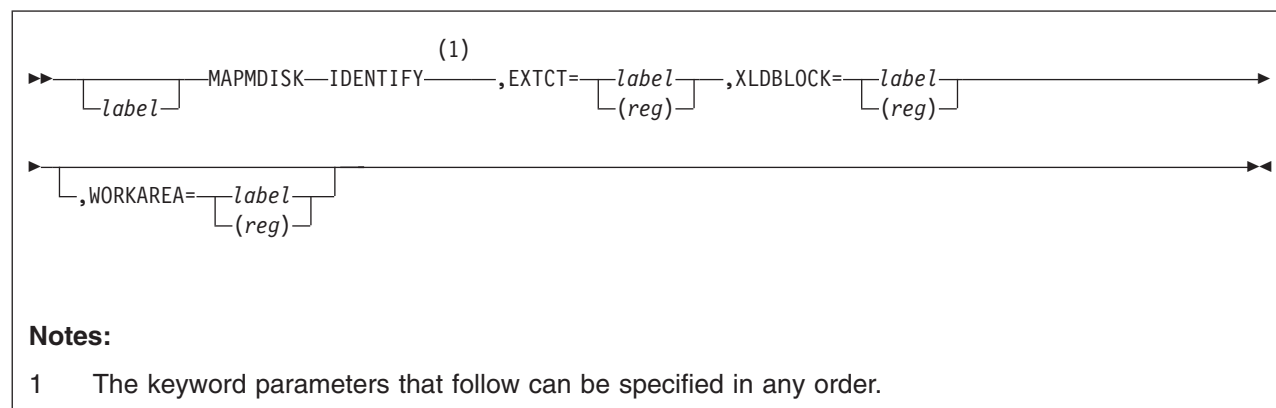 (1)
MAPMDISK IDENTIFY ,EXTCT= label ,XLDBLOCK= label
label (reg) (reg)
,WORKAREA= label
(reg)
Notes:
1 The keyword parameters that follow can be specified in any order.